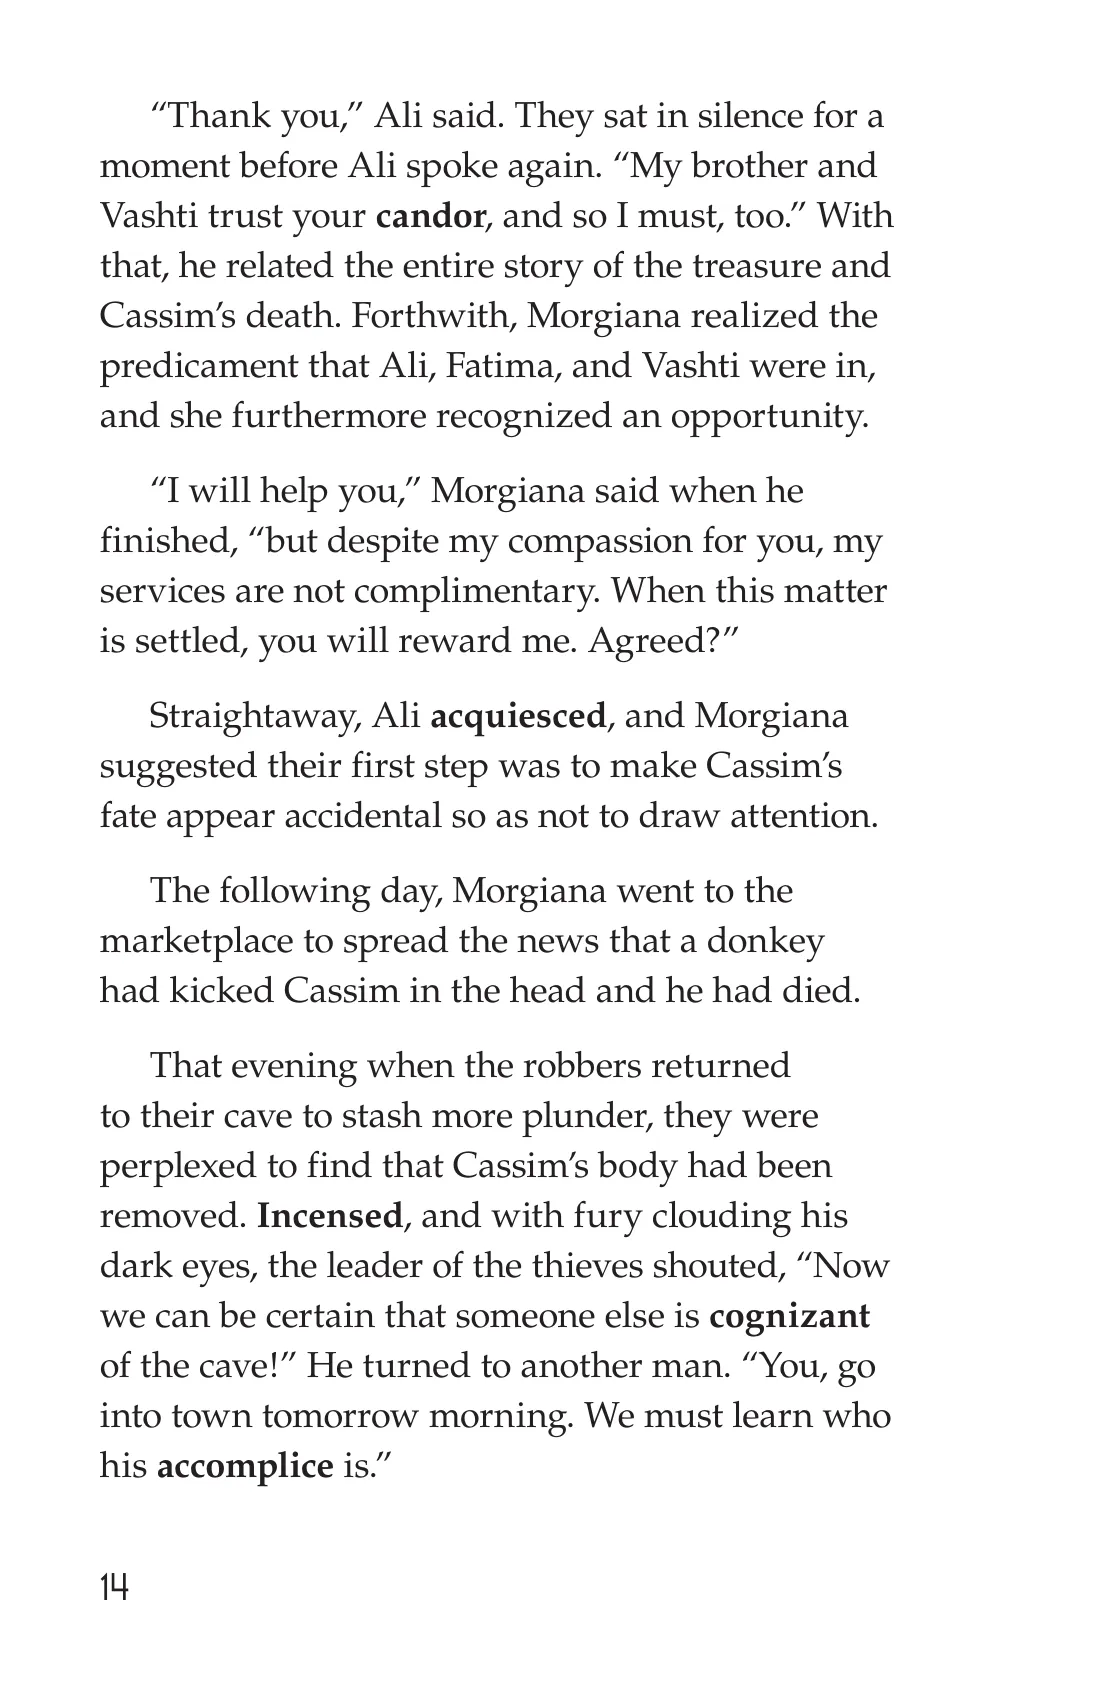 “Thank you,” Ali said. They sat in silence for a
moment before Ali spoke again. “My brother and
Vashti trust your candor, and so I must, too.” With
that, he related the entire story of the treasure and
Cassim’s death. Forthwith, Morgiana realized the
predicament that Ali, Fatima, and Vashti were in,
and she furthermore recognized an opportunity.
“I will help you,” Morgiana said when he
finished, “but despite my compassion for you, my
services are not complimentary. When this matter
is settled, you will reward me. Agreed?”
Straightaway, Ali acquiesced, and Morgiana
suggested their first step was to make Cassim’s
fate appear accidental so as not to draw attention.
The following day, Morgiana went to the
marketplace to spread the news that a donkey
had kicked Cassim in the head and he had died.
That evening when the robbers returned
to their cave to stash more plunder, they were
perplexed to find that Cassim’s body had been
removed. Incensed, and with fury clouding his
dark eyes, the leader of the thieves shouted, “Now
we can be certain that someone else is cognizant
of the cave!” He turned to another man. “You, go
into town tomorrow morning. We must learn who
his accomplice is.”
14